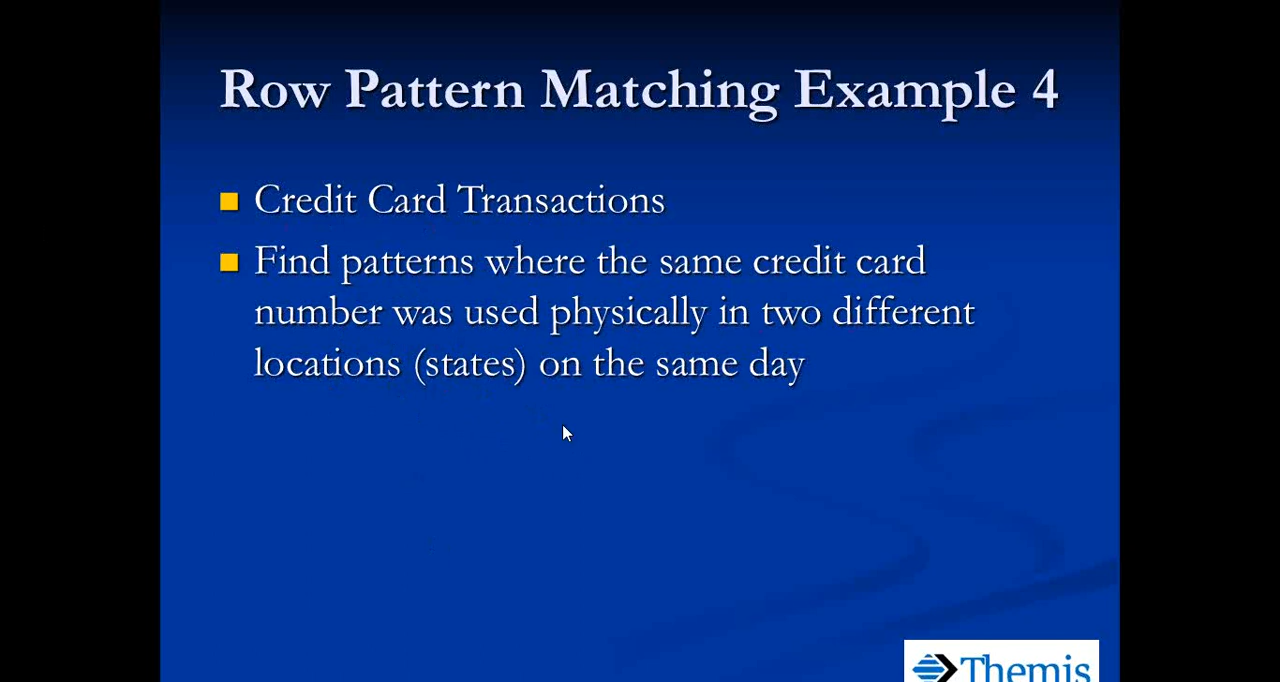 Row Pattern Matching Example 4
Credit Card Transactions
Find patterns where the same credit card
number was used physically in two different
locations (states) on the same day
Themis